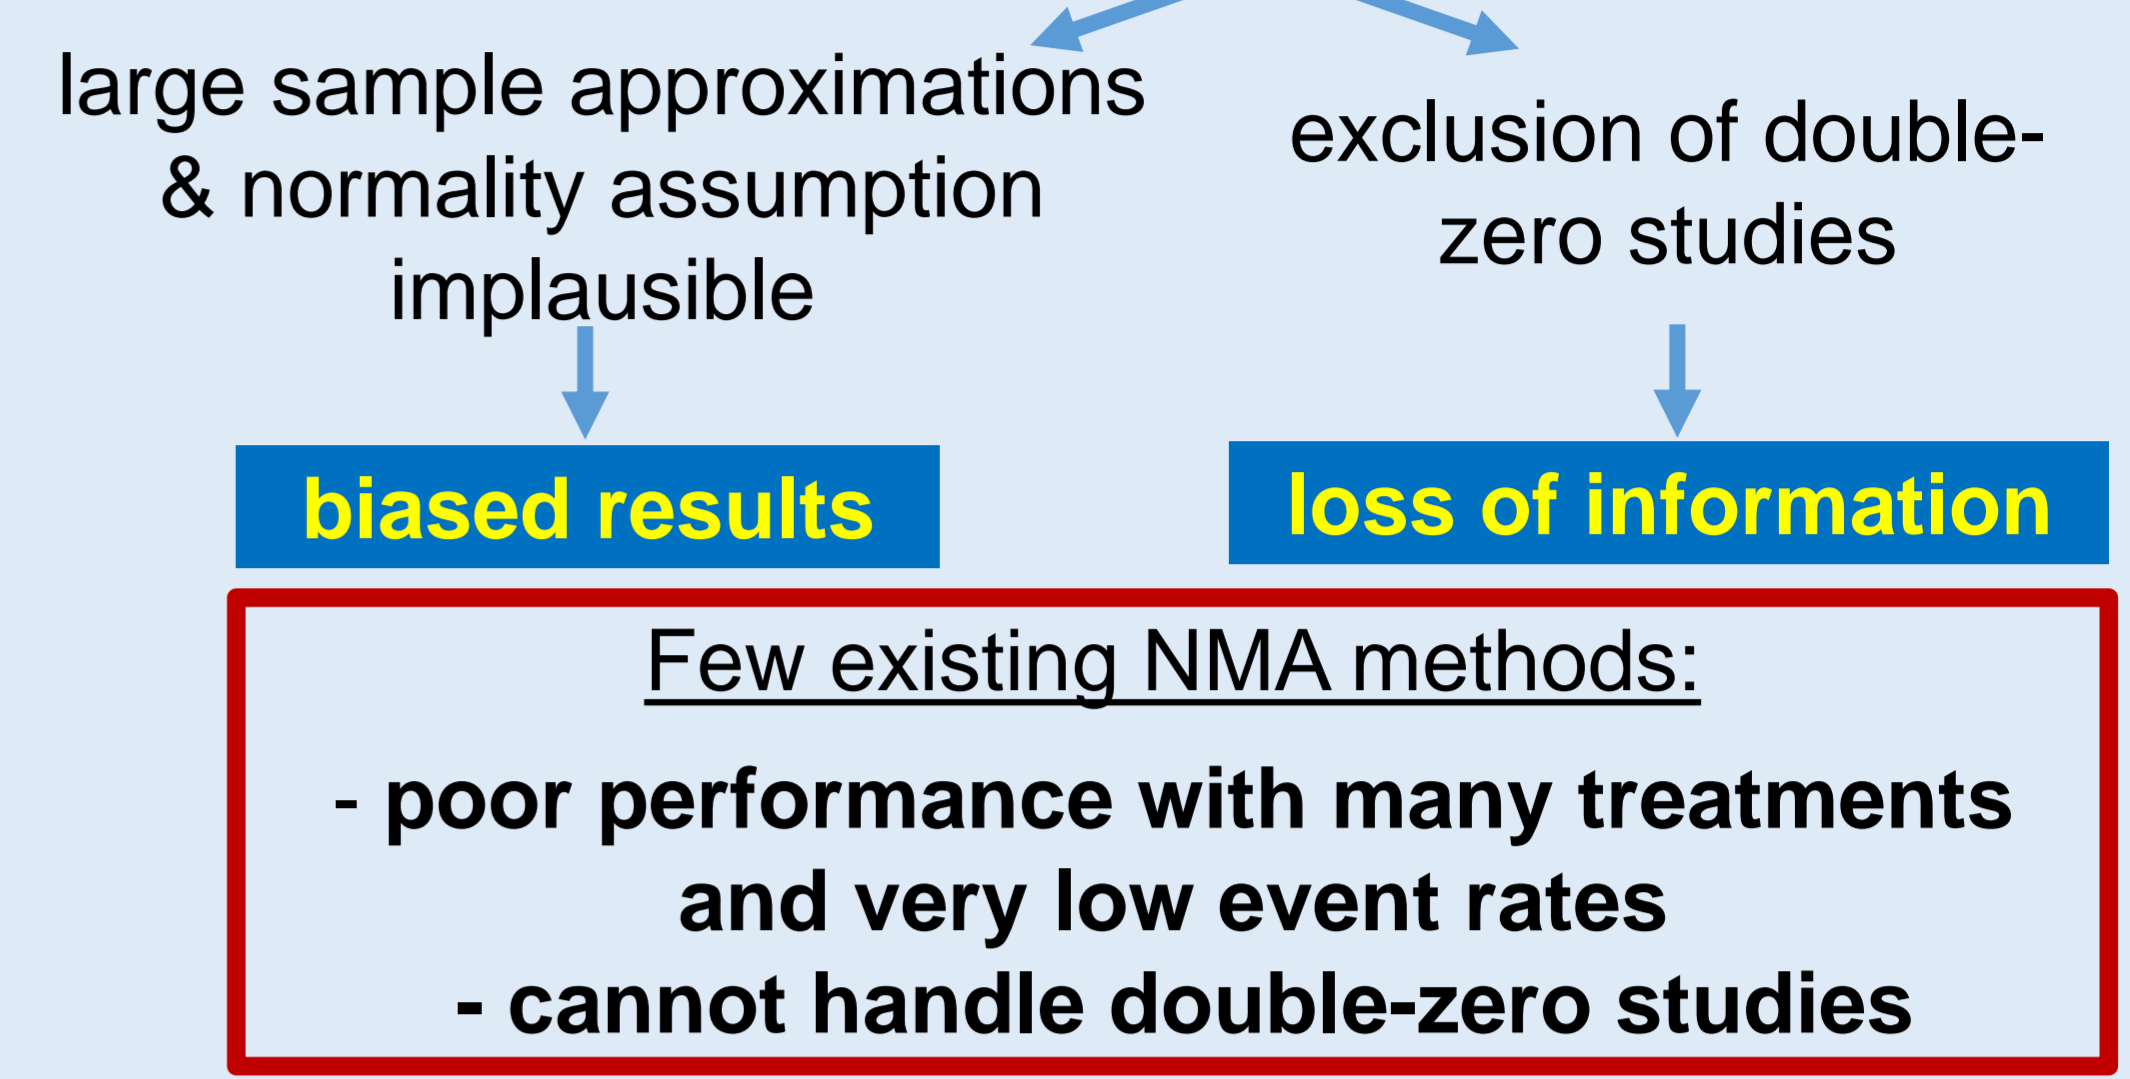 large sample approximations
& normality assumption
implausible
exclusion of double-
zero studies
biased results
loss of information
Few existing NMA methods:
- poor performance with many treatments
and very low event rates
- cannot handle double-zero studies